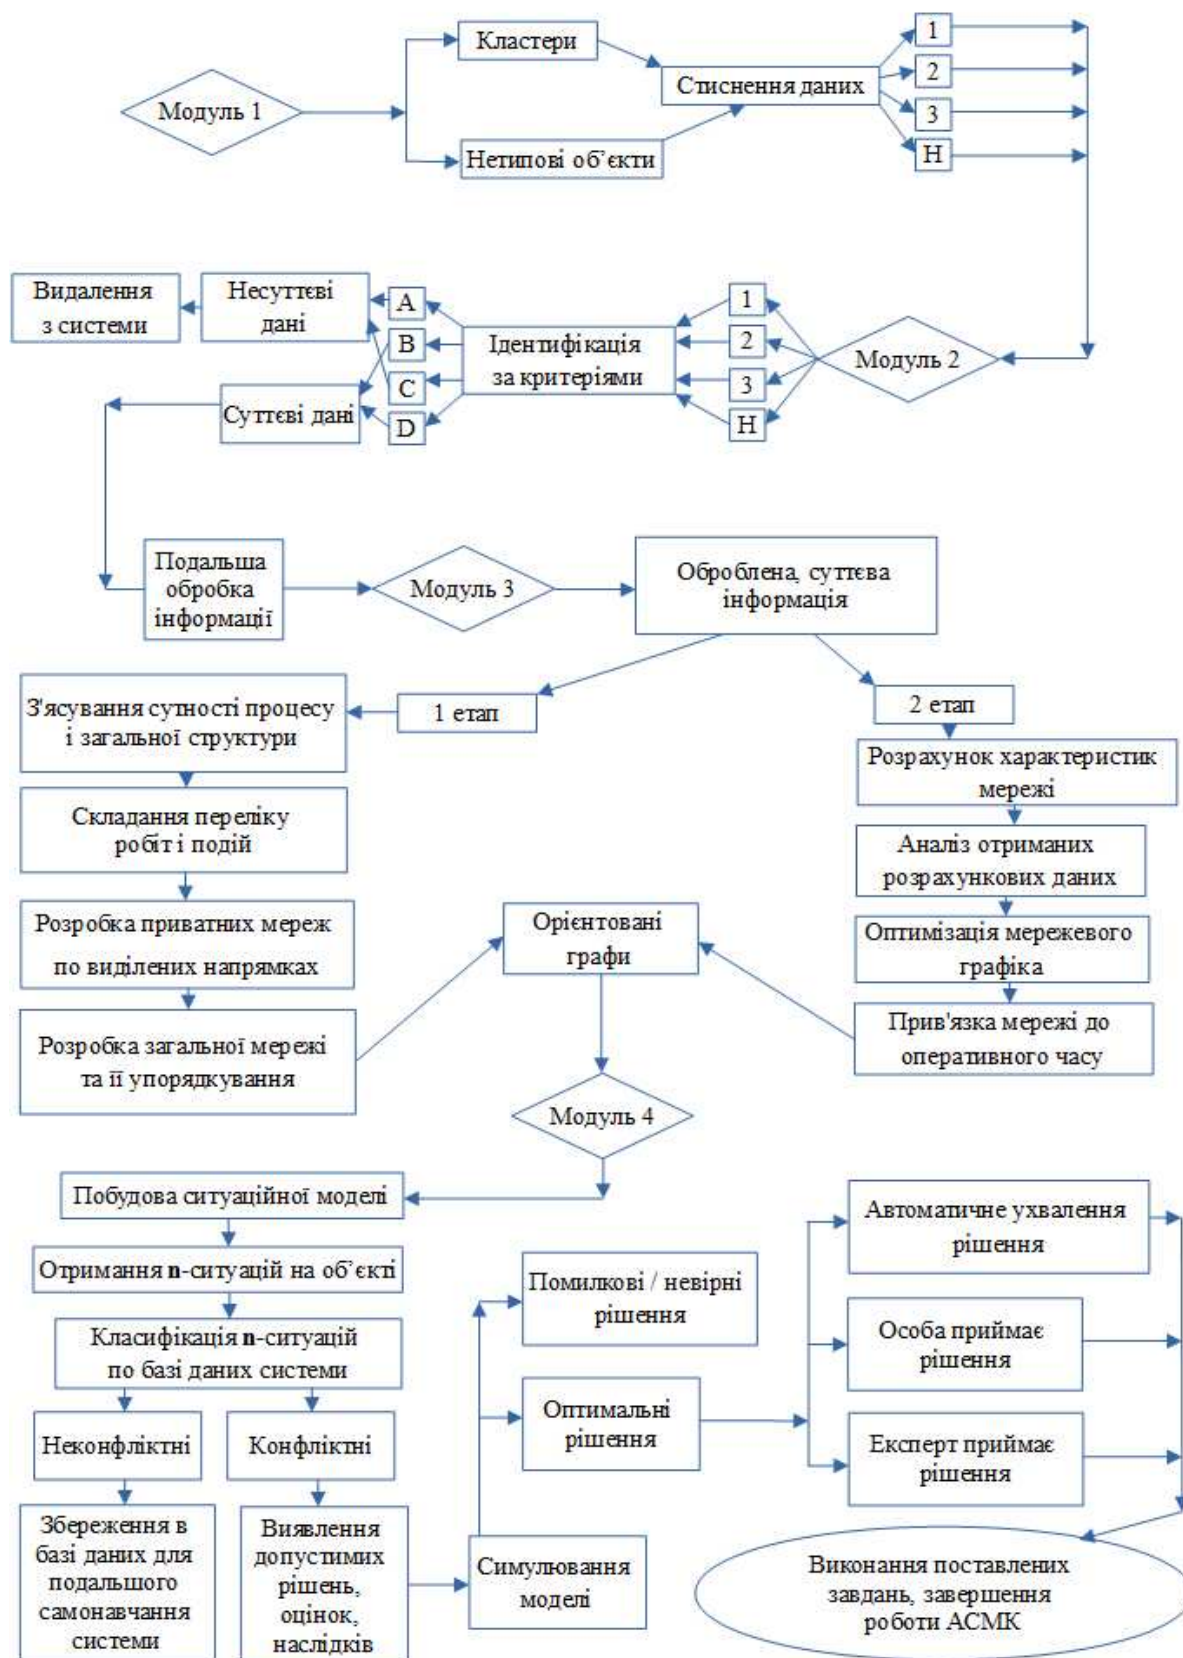 Модуль 1
Кластери
Нетипові об’єкти
Стиснення даних
1
2
3
Н
Видалення
з системи
Несуттєві
дані
Суттєві дані
A
B
C
D
Ідентифікація
за критеріями
1
2
3
Н
Модуль 2
Подальша
обробка
інформації
Модуль 3
Оброблена, суттєва
інформація
1 етап
2 етап
З'ясування сутності процесу
і загальної структури
Складання переліку
робіт і подій
Розробка приватних мереж
по виділених напрямках
Розробка загальної мережі
та її упорядкування
Орієнтовані
графи
Розрахунок характеристик
мережі
Аналіз отриманих
розрахункових даних
Оптимізація мережевого
графіка
Прив'язка мережі до
оперативного часу
Модуль 4
Побудова ситуаційної моделі
Отримання n-ситуацій на об’єкті
Класифікація n-ситуацій
по базі даних системи
Неконфліктні
Конфліктні
Збереження в
базі даних для
подальшого
самонавчання
системи
Виявлення
допустимих
рішень,
оцінок,
наслідків
Симулювання
моделі
Помилкові / невірні
рішення
Оптимальні
рішення
Автоматичне ухвалення
рішення
Особа приймає
рішення
Експерт приймає
рішення
Виконання поставлених
завдань, завершення
роботи АСМК